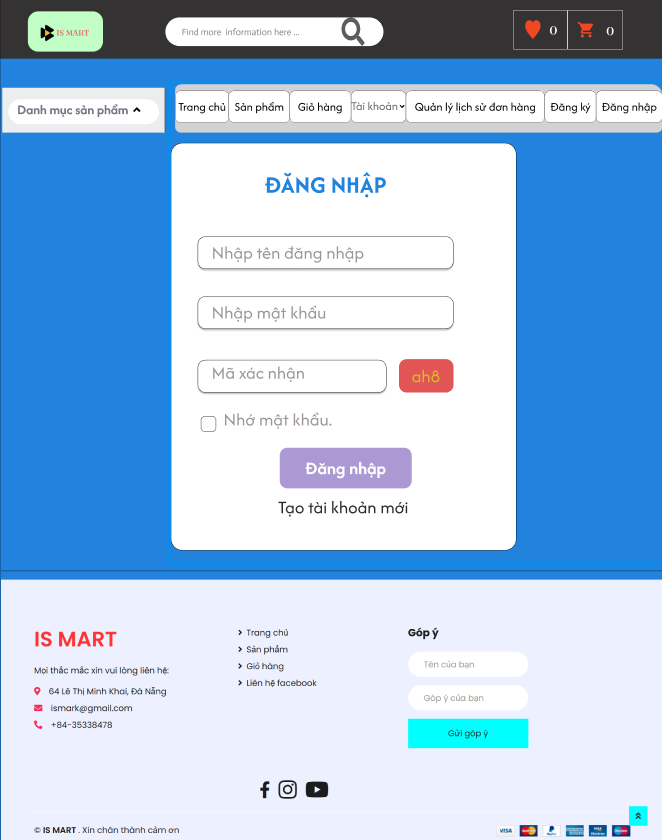 IS MART
Find more Information here ...
0
0
Danh mục sản phẩm
Trang chủ
Sản phẩm
Giỏ hàng
Tài khoản
Quản lý lịch sử đơn hàng
Đăng ký
Đăng nhập
ĐĂNG NHẬP
Nhập tên đăng nhập
Nhập mật khẩu
Mã xác nhận
ah8
Nhớ mật khẩu.
Đăng nhập
Tạo tài khoản mới
IS MART
Mọi thắc mắc xin vui lòng liên hệ:
64 Lê Thị Minh Khai, Đà Nẵng
ismark@gmail.com
+84-35338478
Trang chủ
Sản phẩm
Giỏ hàng
Liên hệ facebook
Góp ý
Tên của bạn
Góp ý của bạn
Gửi góp ý
© IS MART . Xin chân thành cảm ơn
VISA